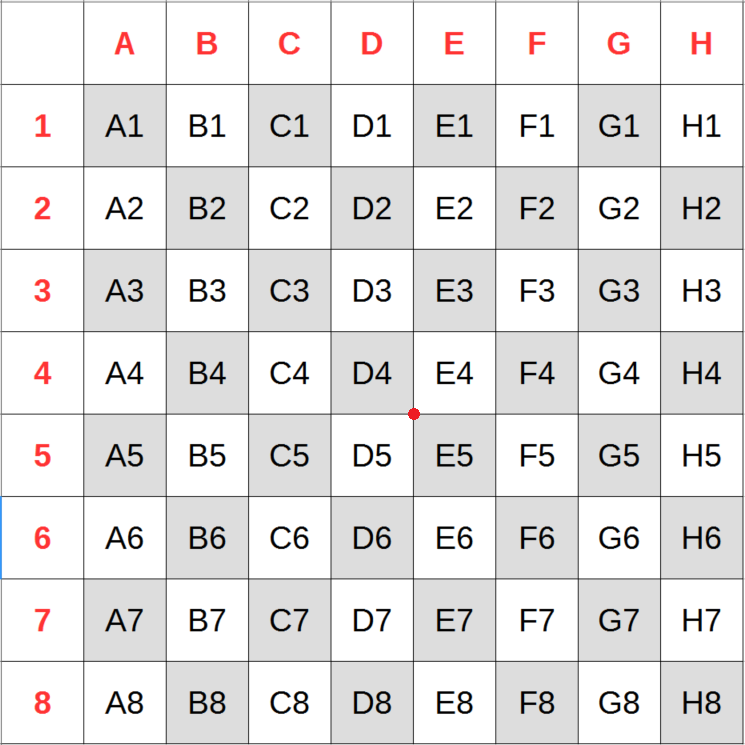 A B C D E F G H
1 A1 B1 C1 D1 E1 F1 G1 H1
2 A2 B2 C2 D2 E2 F2 G2 H2
3 A3 B3 C3 D3 E3 F3 G3 H3
4 A4 B4 C4 D4 E4 F4 G4 H4
5 A5 B5 C5 D5 E5 F5 G5 H5
6 A6 B6 C6 D6 E6 F6 G6 H6
7 A7 B7 C7 D7 E7 F7 G7 H7
8 A8 B8 C8 D8 E8 F8 G8 H8